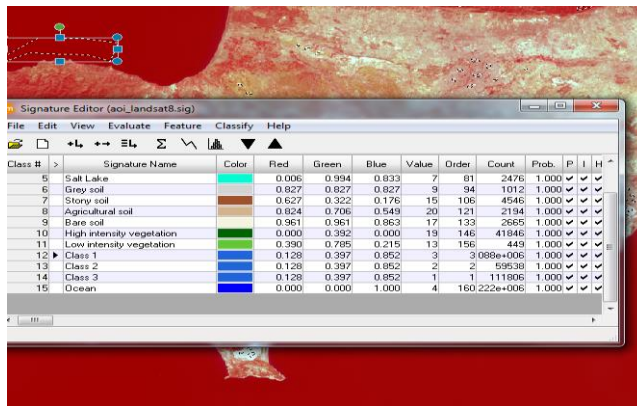 Signature Editor (aoi_landsat8.sig)
File Edit View Evaluate Feature Classify Help
Class # > Signature Name Color Red Green Blue Value Order Count Prob. P I H
5 Salt Lake 0.006 0.994 0.833 7 81 2476 1.000
6 Grey soil 0.827 0.827 0.827 9 94 1012 1.000
7 Stony soil 0.627 0.322 0.176 15 106 4546 1.000
8 Agricultural soil 0.824 0.706 0.549 20 121 2194 1.000
9 Bare soil 0.961 0.961 0.863 17 133 2665 1.000
10 High intensity vegetation 0.000 0.392 0.000 19 146 41846 1.000
11 Low intensity vegetation 0.390 0.785 0.215 13 156 449 1.000
12 Class 1 0.128 0.397 0.852 3 3 088e+006 1.000
13 Class 2 0.128 0.397 0.852 2 2 59538 1.000
14 Class 3 0.128 0.397 0.852 1 1 111806 1.000
15 Ocean 0.000 0.000 1.000 4 160 222e+006 1.000